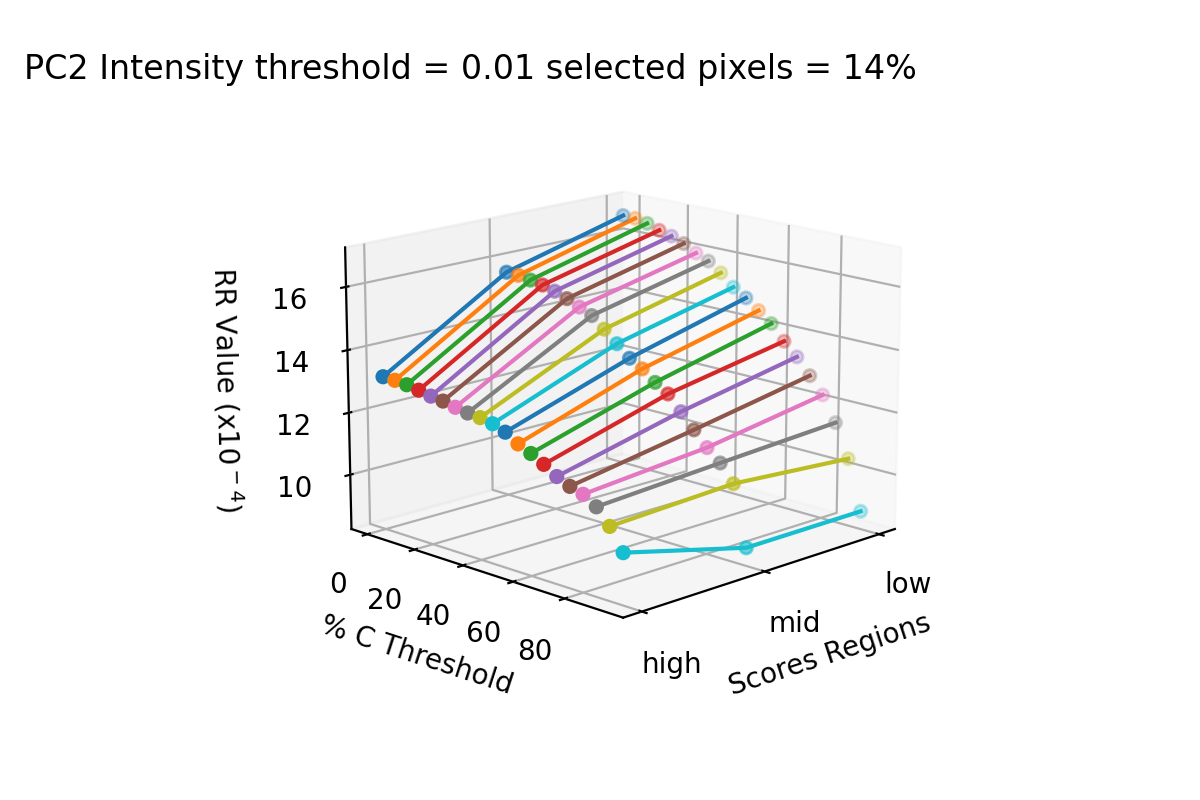 PC2 Intensity threshold = 0.01 selected pixels = 14%
RR Value (x10⁻⁴)
16
14
12
10
0
20
40
60
80
% C Threshold
high
mid
low
Scores Regions